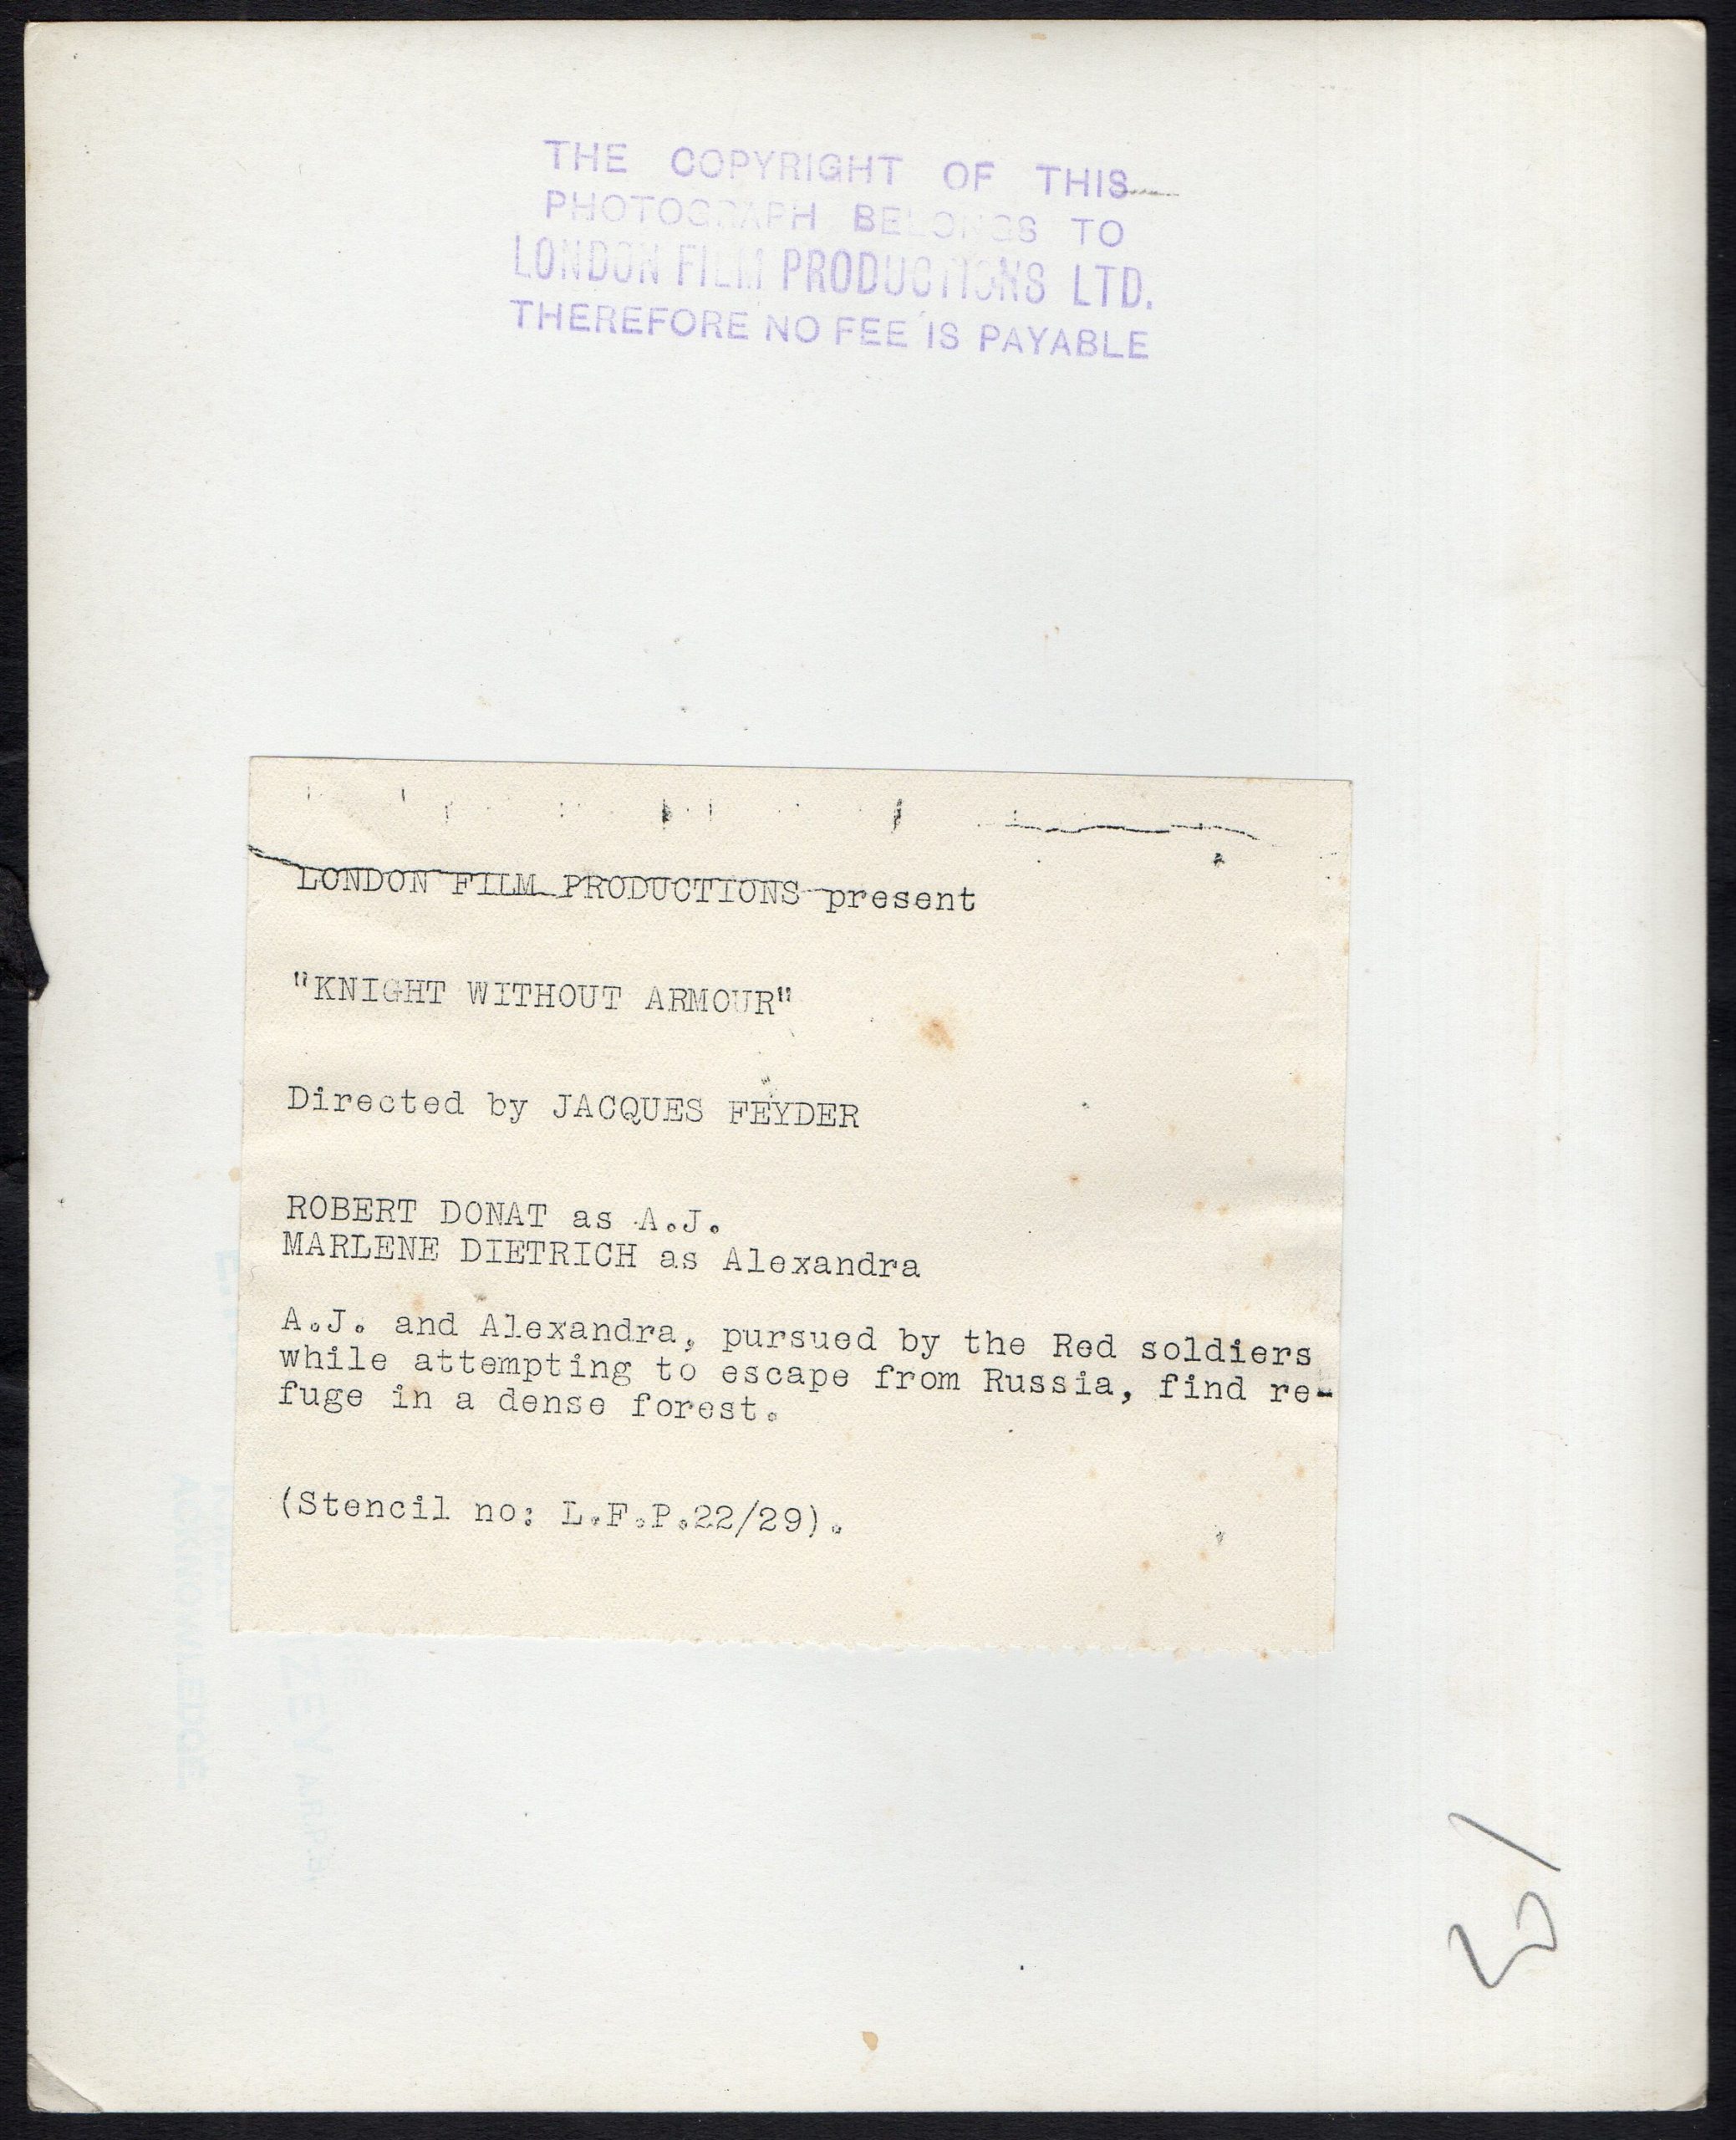 THE COPYRIGHT OF THIS
PHOTOGRAPH BELONGS TO
LONDON FILM PRODUCTIONS LTD.
THEREFORE NO FEE IS PAYABLE
LONDON FILM PRODUCTIONS present
"KNIGHT WITHOUT ARMOUR"
Directed by JACQUES FEYDER
ROBERT DONAT as A.J.
MARLENE DIETRICH as Alexandra
A.J. and Alexandra, pursued by the Red soldiers
while attempting to escape from Russia, find re-
fuge in a dense forest.
(Stencil no: L.F.P.22/29).
ACKNOWLEDGE